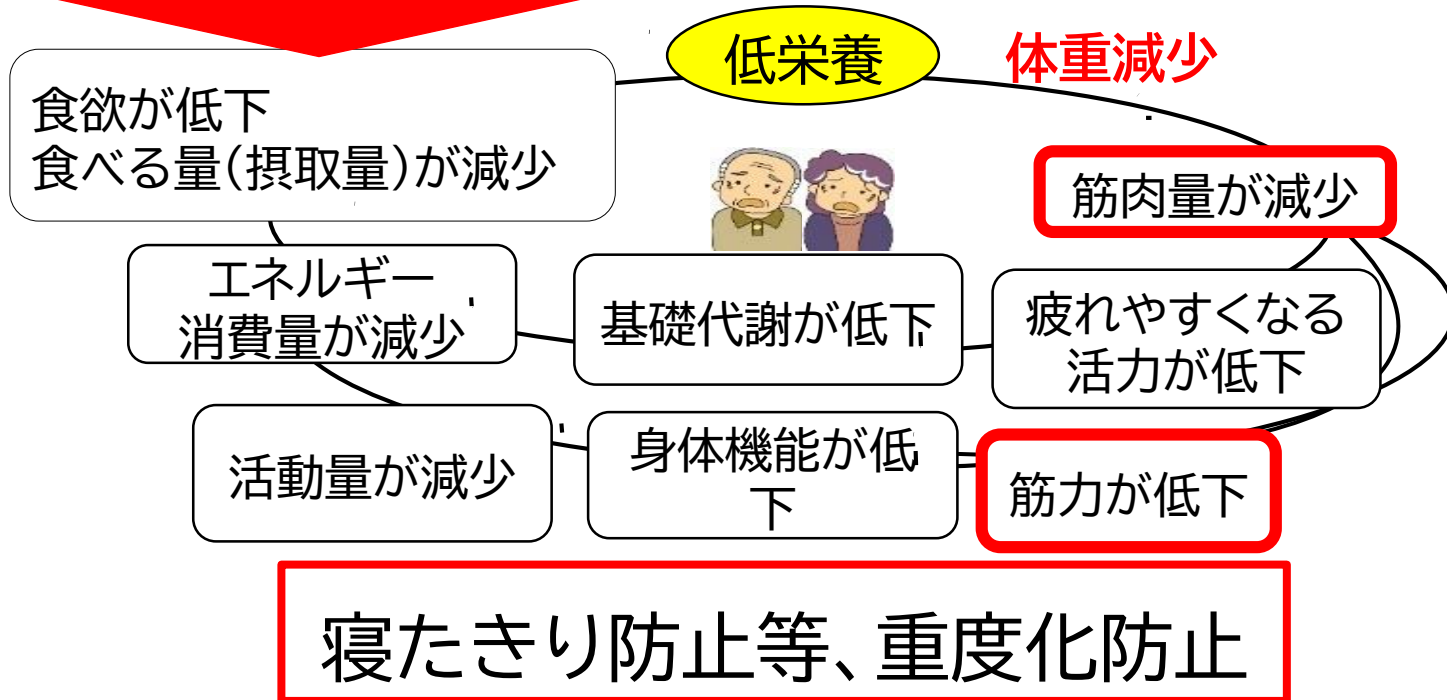 低栄養
体重減少
食欲が低下
食べる量(摂取量)が減少
筋肉量が減少
エネルギー
消費量が減少
基礎代謝が低下
疲れやすくなる
活力が低下
活動量が減少
身体機能が低
下
筋力が低下
寝たきり防止等、重度化防止